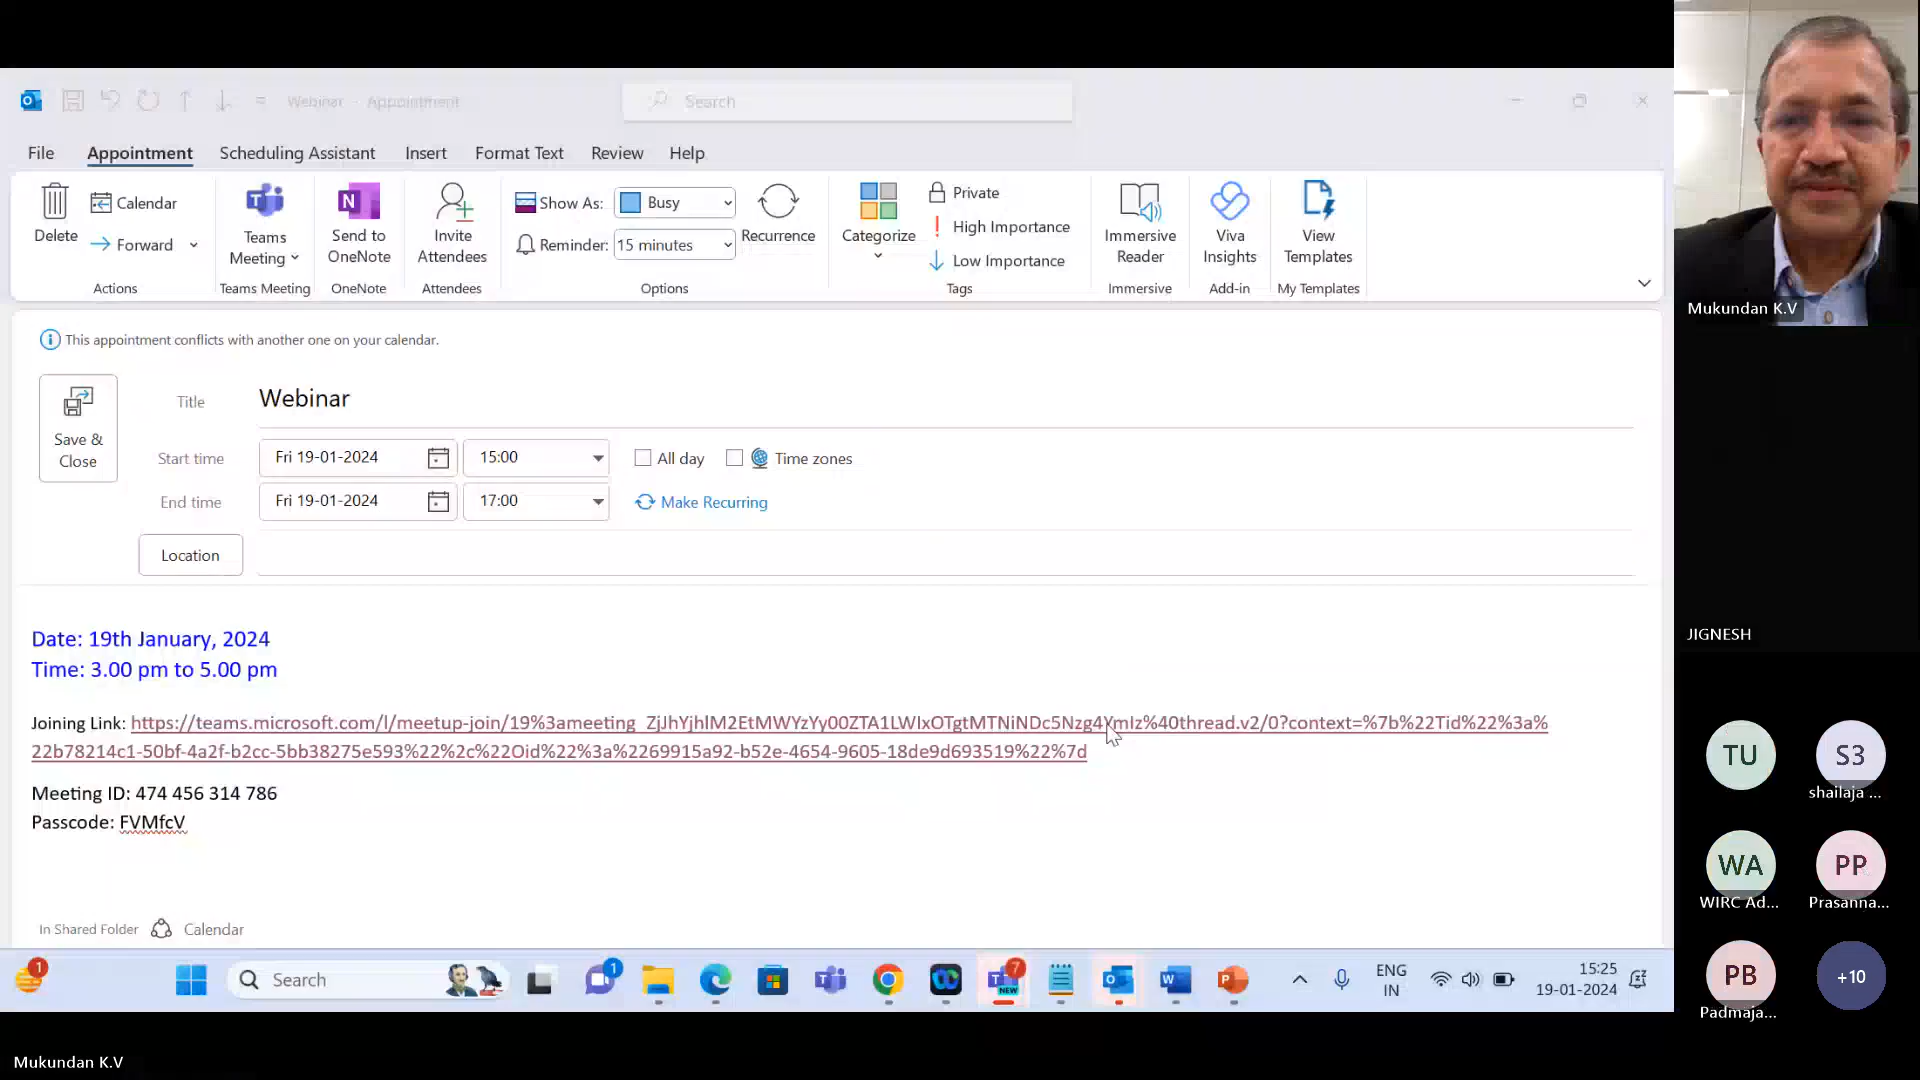 Webinar - Appointment
Search
File Appointment Scheduling Assistant Insert Format Text Review Help
Delete
Calendar
Forward
Actions
Teams
Meeting
Teams Meeting
Send to
OneNote
OneNote
Invite
Attendees
Attendees
Show As: Busy
Reminder: 15 minutes
Recurrence
Options
Categorize
Private
High Importance
Low Importance
Tags
Immersive
Reader
Immersive
Viva
Insights
Add-in
View
Templates
My Templates
This appointment conflicts with another one on your calendar.
Save &
Close
Title Webinar
Start time Fri 19-01-2024 15:00 All day Time zones
End time Fri 19-01-2024 17:00 Make Recurring
Location
Date: 19th January, 2024
Time: 3.00 pm to 5.00 pm
Joining Link: https://teams.microsoft.com/l/meetup-join/19%3ameeting_ZjJhYjhlM2EtMWYzYy00ZTA1LWIxOTgtMTNiNDc5Nzg4YmIz%40thread.v2/0?context=%7b%22Tid%22%3a%
22b78214c1-50bf-4a2f-b2cc-5bb38275e593%22%2c%22Oid%22%3a%2269915a92-b52e-4654-9605-18de9d693519%22%7d
Meeting ID: 474 456 314 786
Passcode: FVMfcV
In Shared Folder Calendar
1
Search
1
7
NEW
ENG
IN
15:25
19-01-2024
Mukundan K.V
Mukundan K.V
JIGNESH
TU
S3
shailaja ...
WA
WIRC Ad...
PP
Prasanna...
PB
Padmaja...
+10